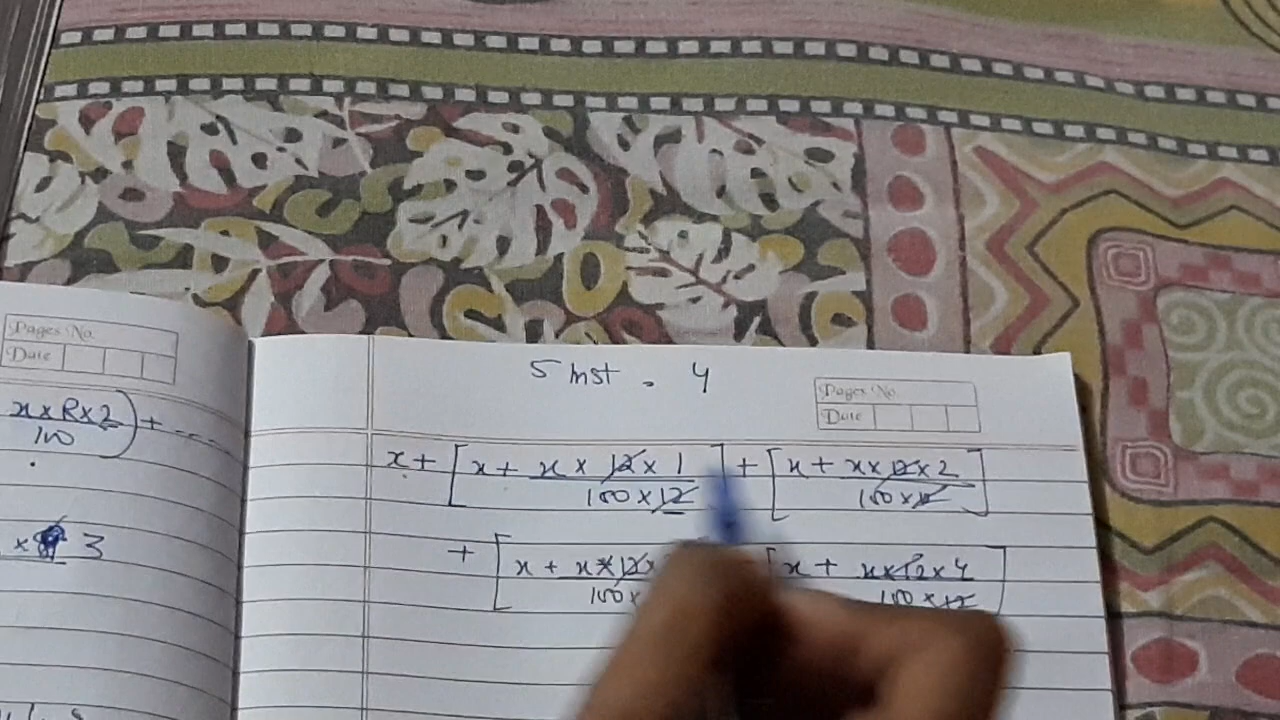 Pages No.
Date
x×R×2
100
) + ---
× 3
5 inst. 4
Pages No.
Date
x + [ x + x × 12 × 1 ] + [ x + x × 12 × 2 ]
100 × 12 100 × 12
+ [ x + x × 12 × [ x + x × 12 × 4 ]
100 × 100 × 12